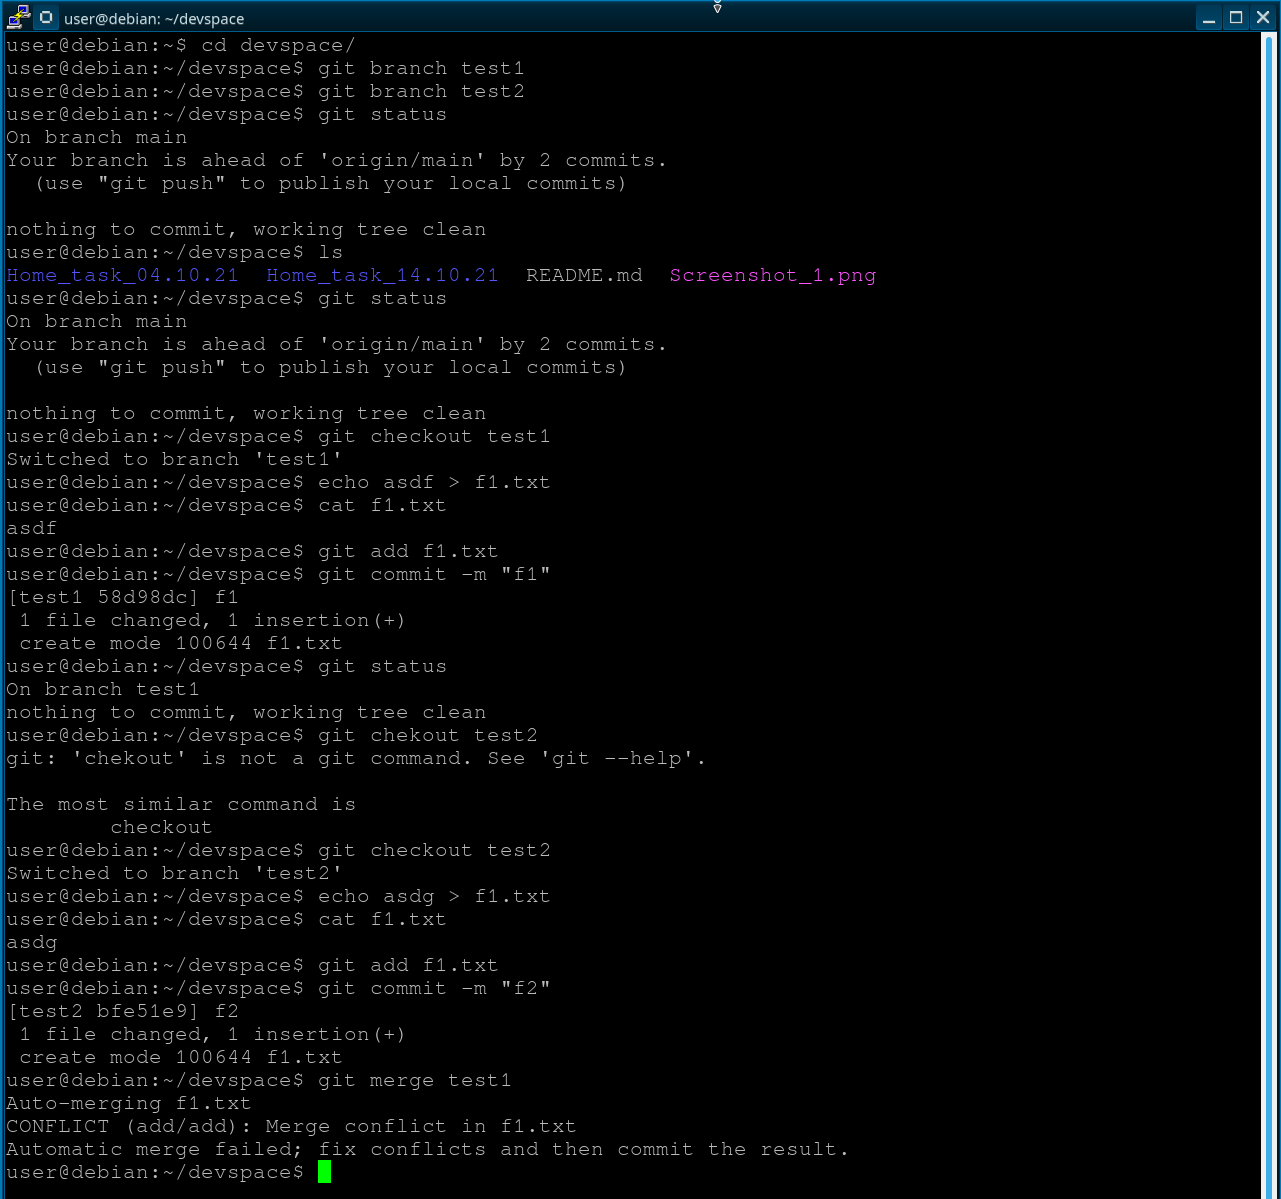 user@debian: ~/devspace
user@debian:~$ cd devspace/
user@debian:~/devspace$ git branch test1
user@debian:~/devspace$ git branch test2
user@debian:~/devspace$ git status
On branch main
Your branch is ahead of 'origin/main' by 2 commits.
  (use "git push" to publish your local commits)

nothing to commit, working tree clean
user@debian:~/devspace$ ls
Home_task_04.10.21  Home_task_14.10.21  README.md  Screenshot_1.png
user@debian:~/devspace$ git status
On branch main
Your branch is ahead of 'origin/main' by 2 commits.
  (use "git push" to publish your local commits)

nothing to commit, working tree clean
user@debian:~/devspace$ git checkout test1
Switched to branch 'test1'
user@debian:~/devspace$ echo asdf > f1.txt
user@debian:~/devspace$ cat f1.txt
asdf
user@debian:~/devspace$ git add f1.txt
user@debian:~/devspace$ git commit -m "f1"
[test1 58d98dc] f1
 1 file changed, 1 insertion(+)
 create mode 100644 f1.txt
user@debian:~/devspace$ git status
On branch test1
nothing to commit, working tree clean
user@debian:~/devspace$ git chekout test2
git: 'chekout' is not a git command. See 'git --help'.

The most similar command is
        checkout
user@debian:~/devspace$ git checkout test2
Switched to branch 'test2'
user@debian:~/devspace$ echo asdg > f1.txt
user@debian:~/devspace$ cat f1.txt
asdg
user@debian:~/devspace$ git add f1.txt
user@debian:~/devspace$ git commit -m "f2"
[test2 bfe51e9] f2
 1 file changed, 1 insertion(+)
 create mode 100644 f1.txt
user@debian:~/devspace$ git merge test1
Auto-merging f1.txt
CONFLICT (add/add): Merge conflict in f1.txt
Automatic merge failed; fix conflicts and then commit the result.
user@debian:~/devspace$